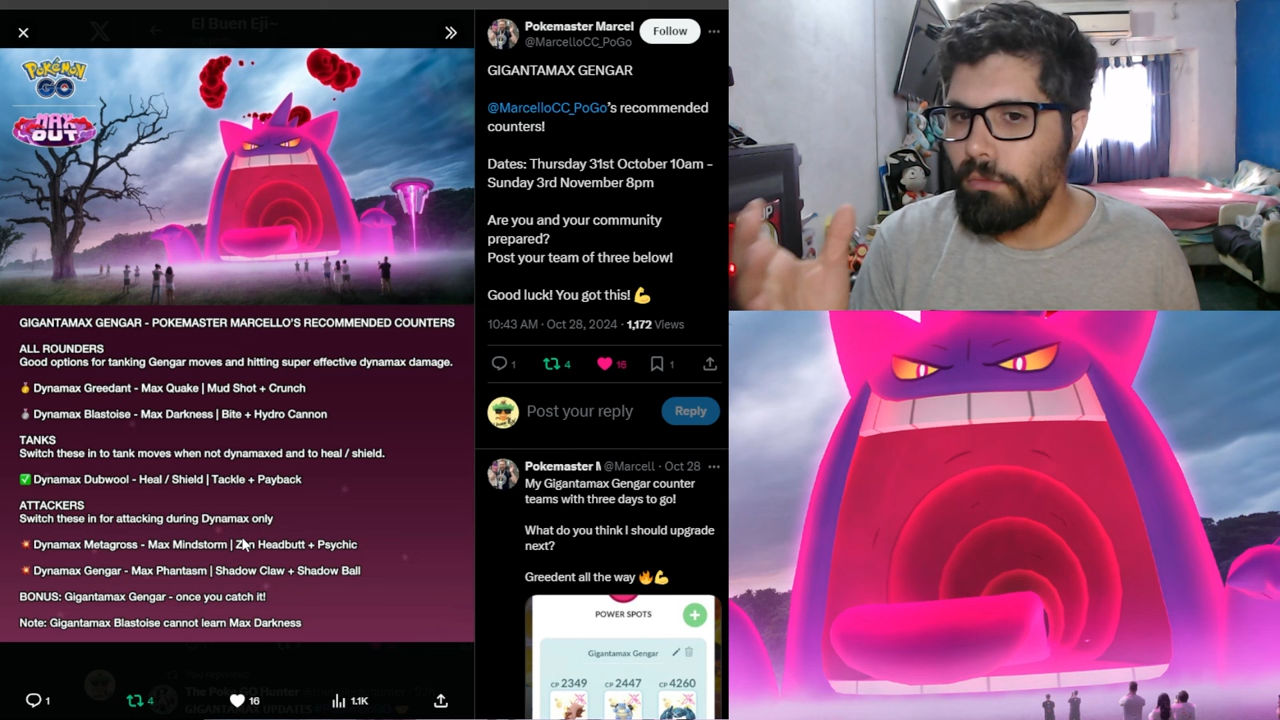 El Buen Eji~
Pokémon
GO
MAX
OUT
GIGANTAMAX GENGAR - POKEMASTER MARCELLO'S RECOMMENDED COUNTERS
ALL ROUNDERS
Good options for tanking Gengar moves and hitting super effective dynamax damage.
🥇 Dynamax Greedant - Max Quake | Mud Shot + Crunch
🥈 Dynamax Blastoise - Max Darkness | Bite + Hydro Cannon
TANKS
Switch these in to tank moves when not dynamaxed and to heal / shield.
✅ Dynamax Dubwool - Heal / Shield | Tackle + Payback
ATTACKERS
Switch these in for attacking during Dynamax only
💥 Dynamax Metagross - Max Mindstorm | Zen Headbutt + Psychic
💥 Dynamax Gengar - Max Phantasm | Shadow Claw + Shadow Ball
BONUS: Gigantamax Gengar - once you catch it!
Note: Gigantamax Blastoise cannot learn Max Darkness
The Poke GO Hunter
1
4
16
1.1K
Pokemaster Marcel
@MarcelloCC_PoGo
Follow
GIGANTAMAX GENGAR
@MarcelloCC_PoGo's recommended
counters!
Dates: Thursday 31st October 10am –
Sunday 3rd November 8pm
Are you and your community
prepared?
Post your team of three below!
Good luck! You got this! 💪
10:43 AM · Oct 28, 2024 · 1,172 Views
1
4
16
1
Post your reply
Reply
Pokemaster M @Marcell · Oct 28
My Gigantamax Gengar counter
teams with three days to go!
What do you think I should upgrade
next?
Greedent all the way 🔥💪
POWER SPOTS
Gigantamax Gengar
CP 2349
CP 2447
CP 4260